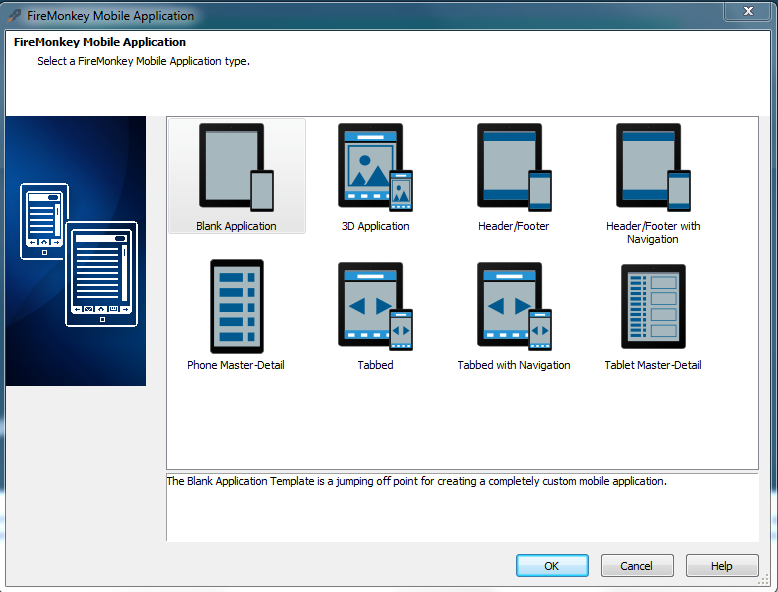 FireMonkey Mobile Application
FireMonkey Mobile Application
Select a FireMonkey Mobile Application type.
Blank Application
3D Application
Header/Footer
Header/Footer with
Navigation
Phone Master-Detail
Tabbed
Tabbed with Navigation
Tablet Master-Detail
The Blank Application Template is a jumping off point for creating a completely custom mobile application.
OK
Cancel
Help